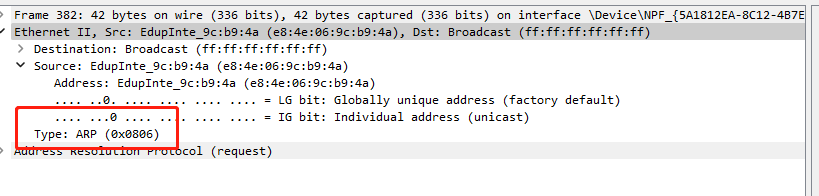 Frame 382: 42 bytes on wire (336 bits), 42 bytes captured (336 bits) on interface \Device\NPF_{5A1812EA-8C12-4B7E
Ethernet II, Src: EdupInte_9c:b9:4a (e8:4e:06:9c:b9:4a), Dst: Broadcast (ff:ff:ff:ff:ff:ff)
Destination: Broadcast (ff:ff:ff:ff:ff:ff)
Source: EdupInte_9c:b9:4a (e8:4e:06:9c:b9:4a)
Address: EdupInte_9c:b9:4a (e8:4e:06:9c:b9:4a)
.... ..0. .... .... .... .... = LG bit: Globally unique address (factory default)
.... ...0 .... .... .... .... = IG bit: Individual address (unicast)
Type: ARP (0x0806)
Address Resolution Protocol (request)